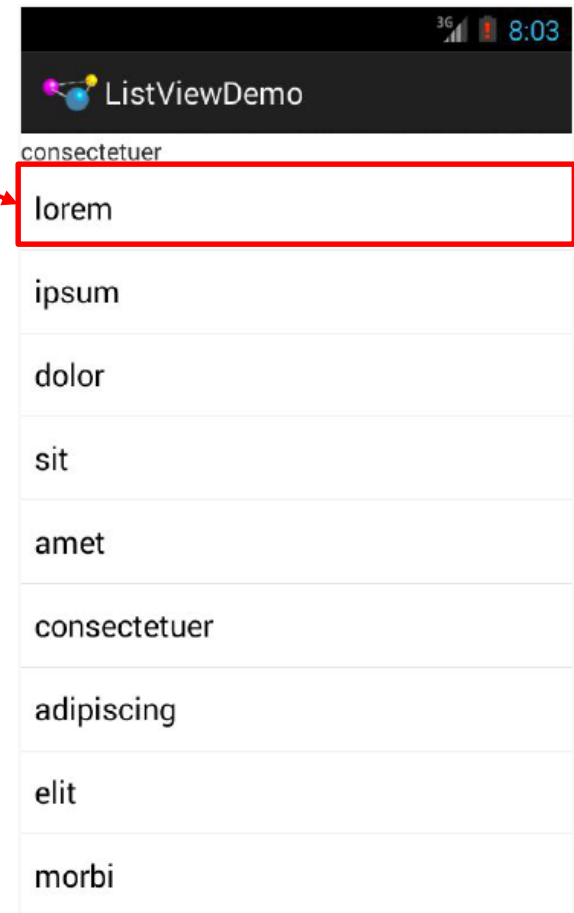 3G 8:03
ListViewDemo
consectetuer
lorem
ipsum
dolor
sit
amet
consectetuer
adipiscing
elit
morbi